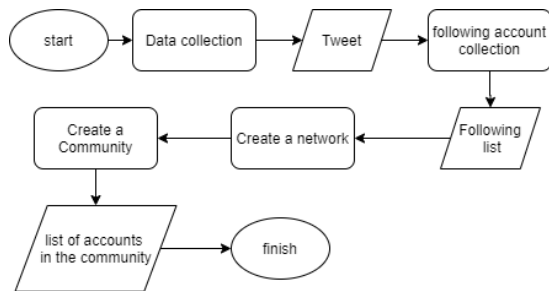 start
Data collection
Tweet
following account
collection
Following
list
Create a network
Create a
Community
list of accounts
in the community
finish